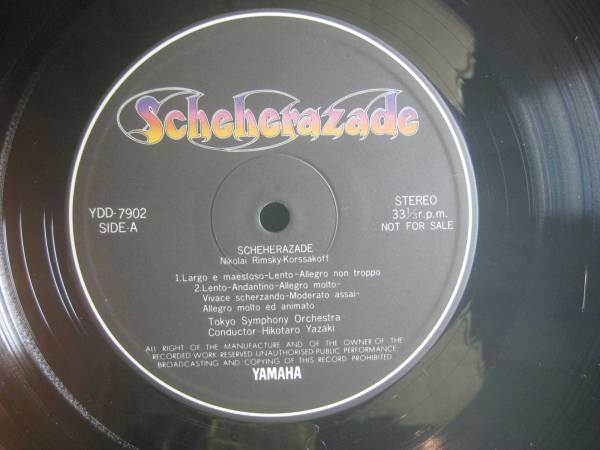 Scheherazade
YDD-7902
SIDE-A
STEREO
33⅓r.p.m.
NOT FOR SALE
SCHEHERAZADE
Nikolai Rimsky-Korssakoff
1.Largo e maestoso-Lento-Allegro non troppo
2.Lento-Andantino-Allegro molto-
Vivace scherzando-Moderato assai-
Allegro molto ed animato
Tokyo Symphony Orchestra
Conductor-Hikotaro Yazaki
ALL RIGHT OF THE MANUFACTURE AND OF THE OWNER OF THE
RECORDED WORK RESERVED UNAUTHORISED PUBLIC PERFORMANCE.
BROADCASTING AND COPYING OF THIS RECORD PROHIBITED
YAMAHA